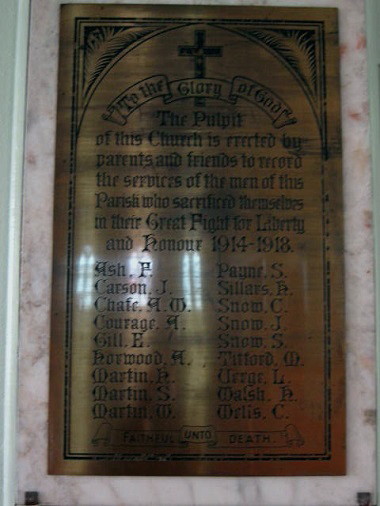 To the Glory of God
The Pulpit
of this Church is erected by
parents and friends to record
the services of the men of this
Parish who sacrificed themselves
in their Great Fight for Liberty
and Honour 1914-1918.
Ash, F. Payne, S.
Carson, J. Sillars, H.
Chafe, A. W. Snow, C.
Courage, A. Snow, J.
Gill, E. Snow, S.
Horwood, A. Titford, M.
Martin, H. Verge, L.
Martin, S. Walsh, H.
Martin, W. Wells, C.
FAITHFUL UNTO DEATH